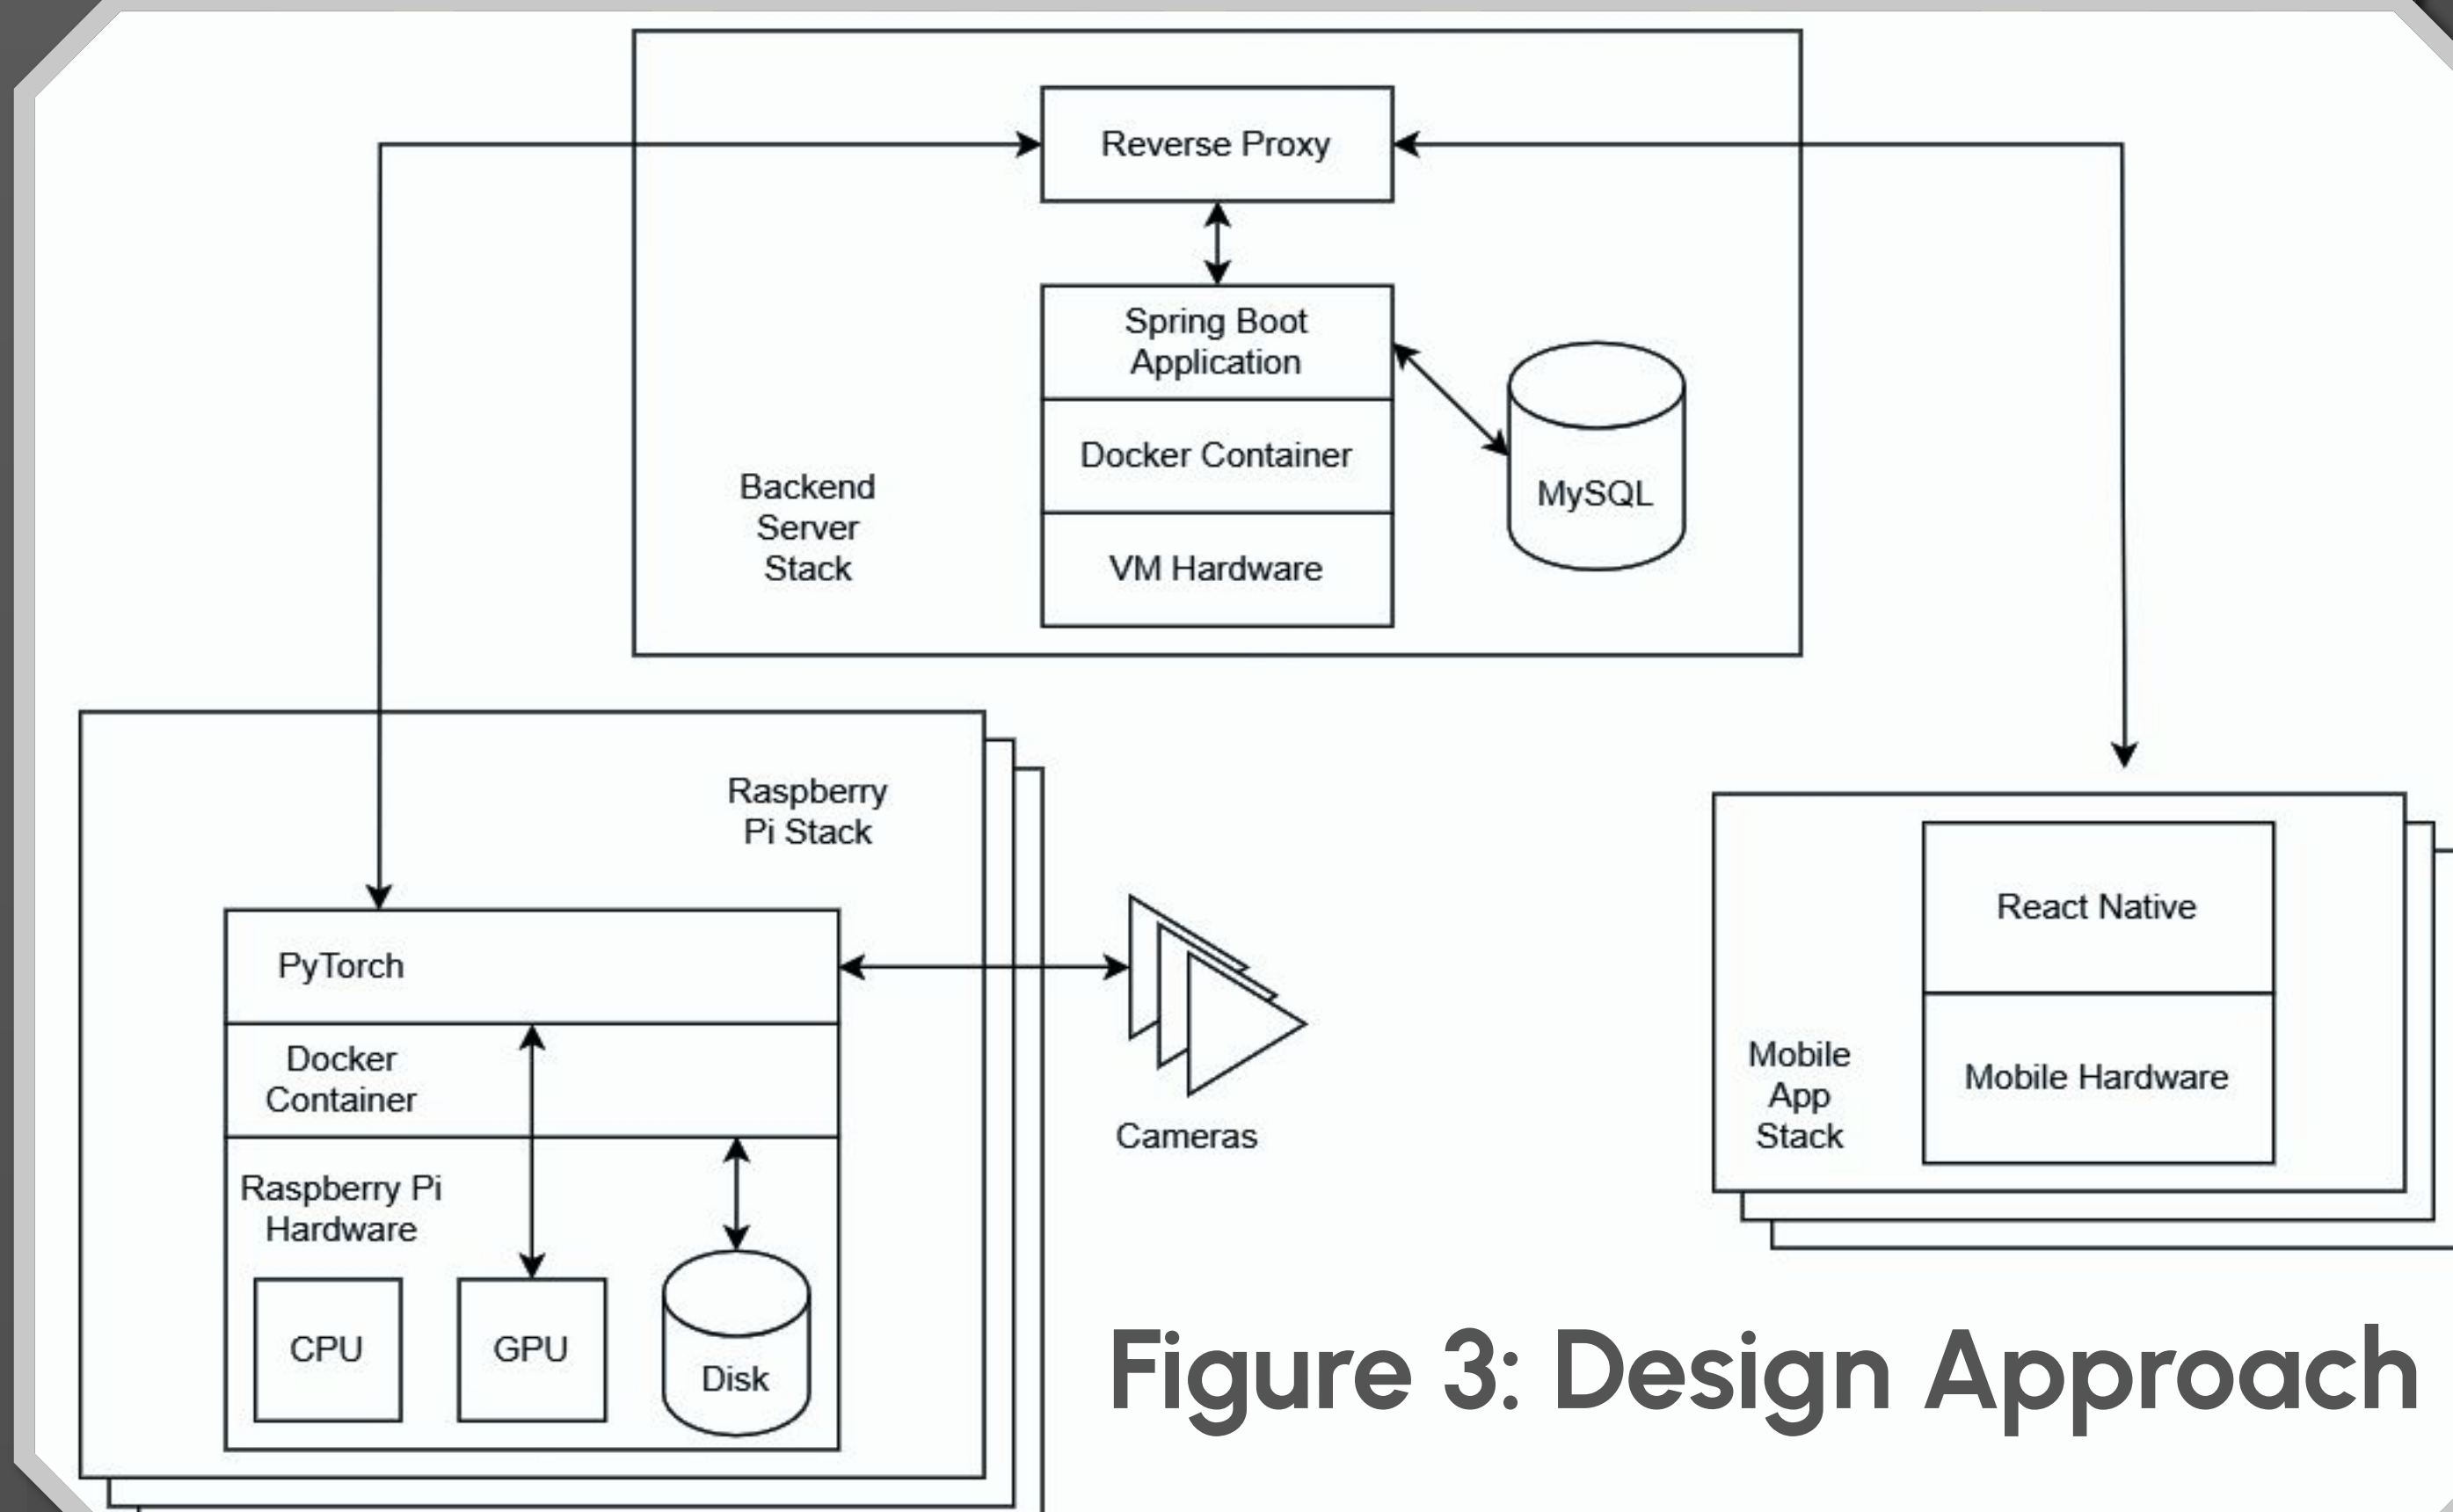 Reverse Proxy
Spring Boot
Application
Docker Container
VM Hardware
MySQL
Backend
Server
Stack
Raspberry
Pi Stack
PyTorch
Docker
Container
Raspberry Pi
Hardware
CPU
GPU
Disk
Cameras
React Native
Mobile Hardware
Mobile
App
Stack
Figure 3: Design Approach